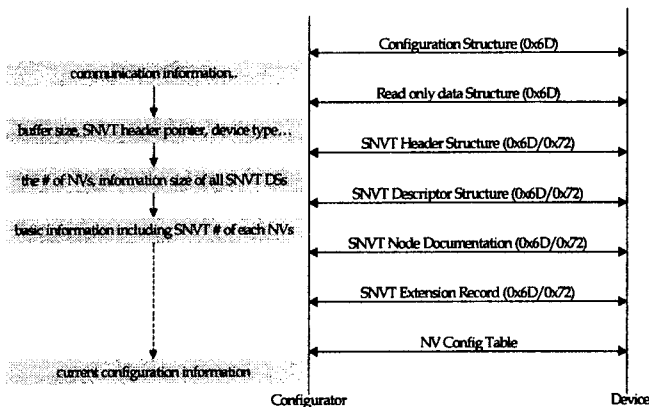 Configuration Structure (0x6D)
communication information..
Read only data Structure (0x6D)
buffer size, SNVT header pointer, device type...
SNVT Header Structure (0x6D/0x72)
the # of NVs, information size of all SNVT DSs
SNVT Descriptor Structure (0x6D/0x72)
basic information including SNVT # of each NVs
SNVT Node Documentation (0x6D/0x72)
SNVT Extension Record (0x6D/0x72)
NV Config Table
current configuration information
Configurator
Device